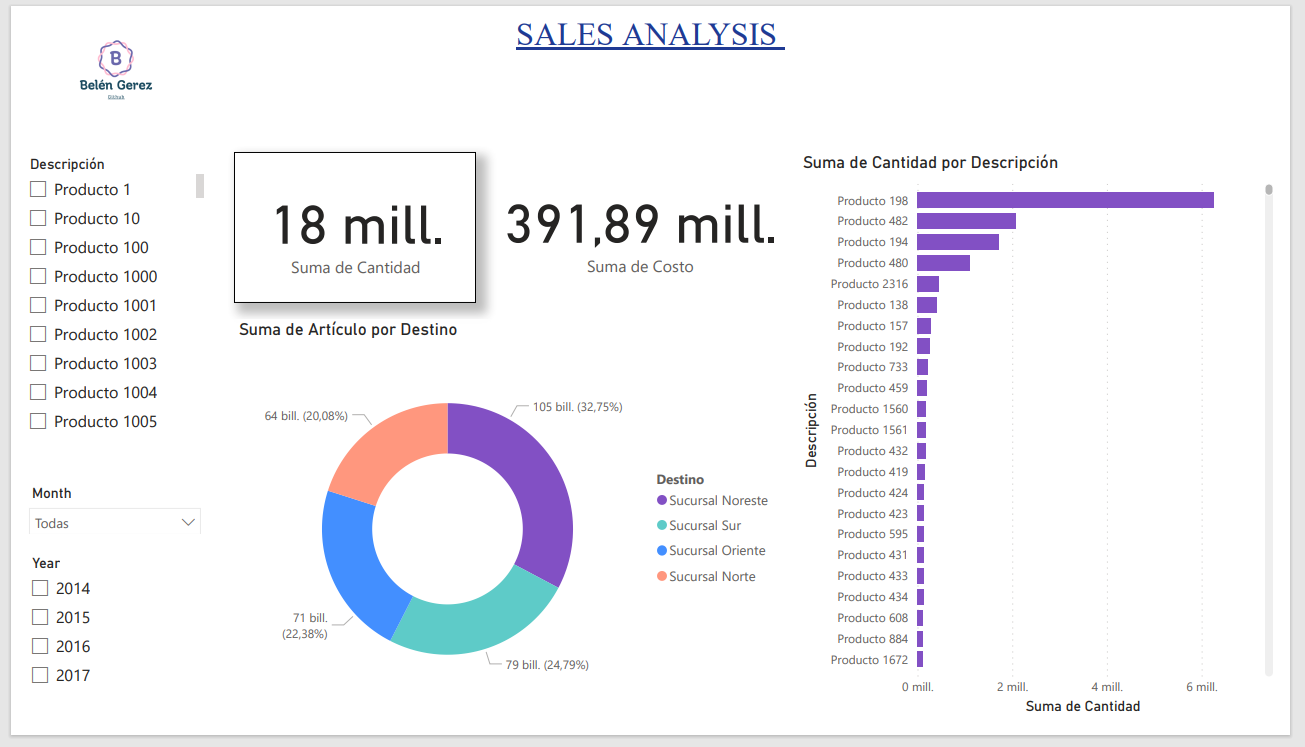 SALES ANALYSIS
B
Belén Gerez
Github
Descripción
Producto 1
Producto 10
Producto 100
Producto 1000
Producto 1001
Producto 1002
Producto 1003
Producto 1004
Producto 1005
Month
Todas
Year
2014
2015
2016
2017
18 mill.
Suma de Cantidad
391,89 mill.
Suma de Costo
Suma de Artículo por Destino
105 bill. (32,75%)
79 bill. (24,79%)
71 bill.
(22,38%)
64 bill. (20,08%)
Destino
Sucursal Noreste
Sucursal Sur
Sucursal Oriente
Sucursal Norte
Suma de Cantidad por Descripción
Descripción
Producto 198
Producto 482
Producto 194
Producto 480
Producto 2316
Producto 138
Producto 157
Producto 192
Producto 733
Producto 459
Producto 1560
Producto 1561
Producto 432
Producto 419
Producto 424
Producto 423
Producto 595
Producto 431
Producto 433
Producto 434
Producto 608
Producto 884
Producto 1672
0 mill.
2 mill.
4 mill.
6 mill.
Suma de Cantidad